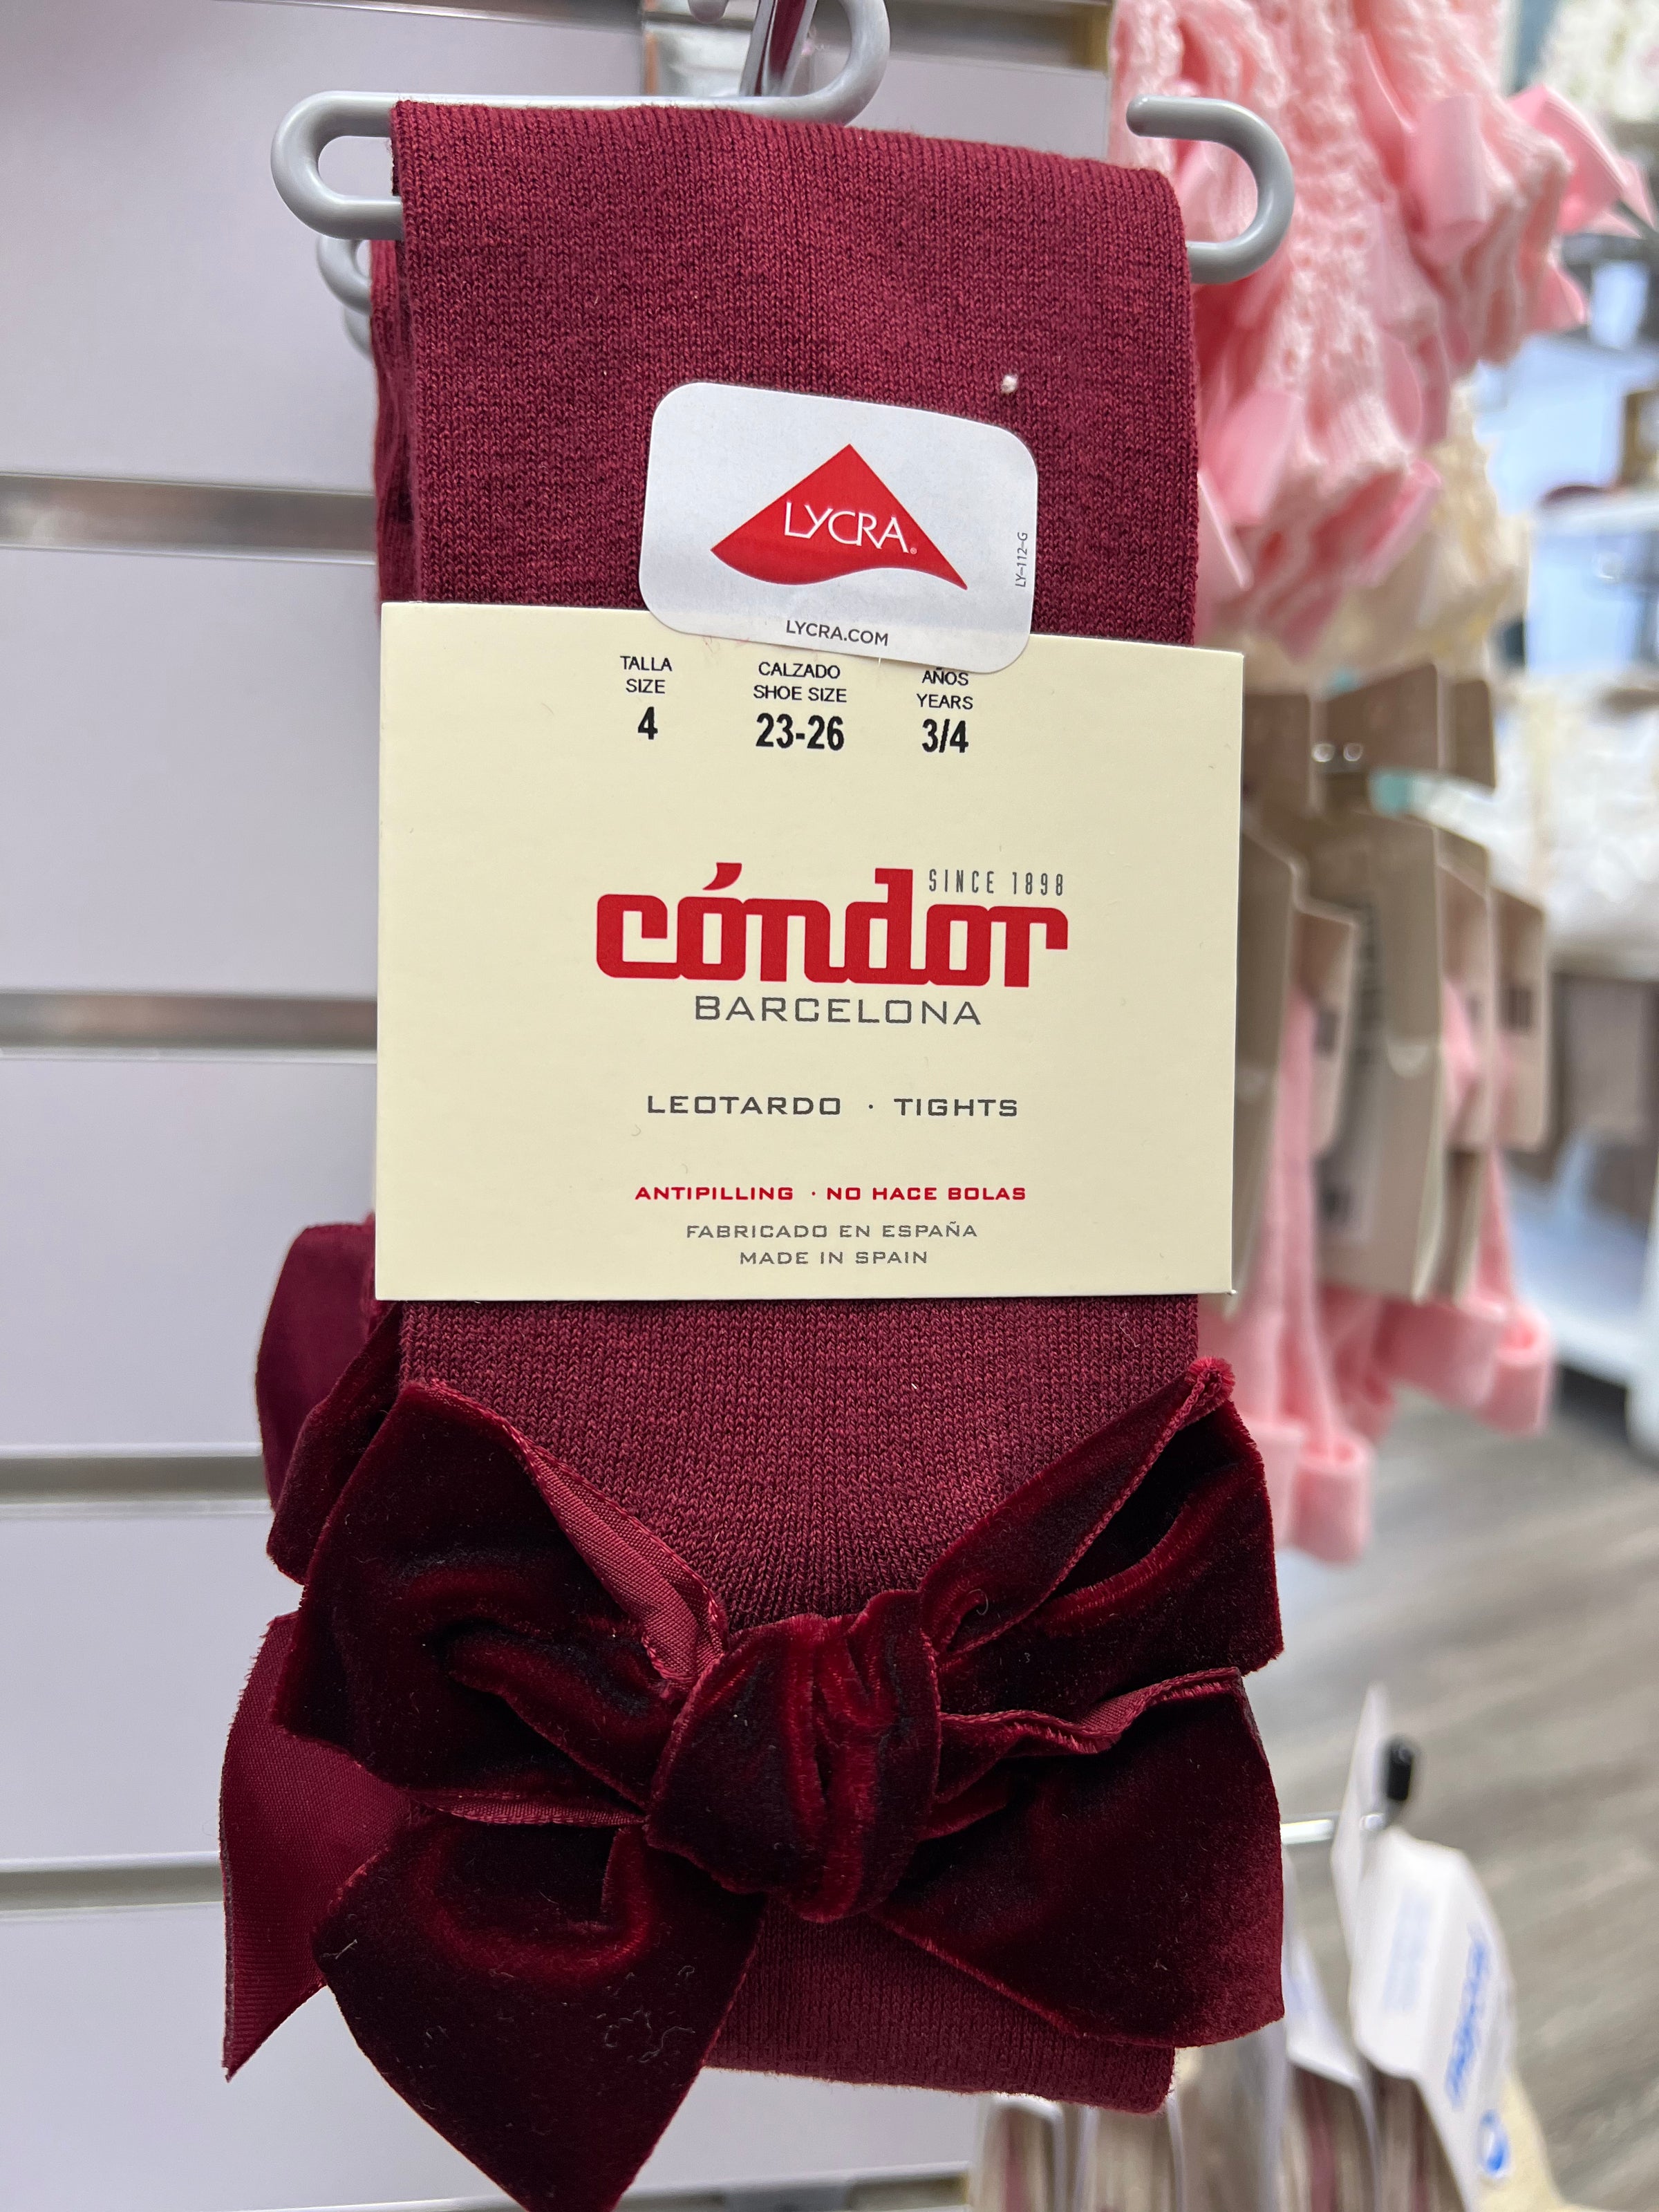 LYCRA®
LY-112-G
LYCRA.COM
TALLA CALZADO AÑOS
SIZE SHOE SIZE YEARS
4 23-26 3/4
SINCE 1898
cóndor
BARCELONA
LEOTARDO · TIGHTS
ANTIPILLING · NO HACE BOLAS
FABRICADO EN ESPAÑA
MADE IN SPAIN